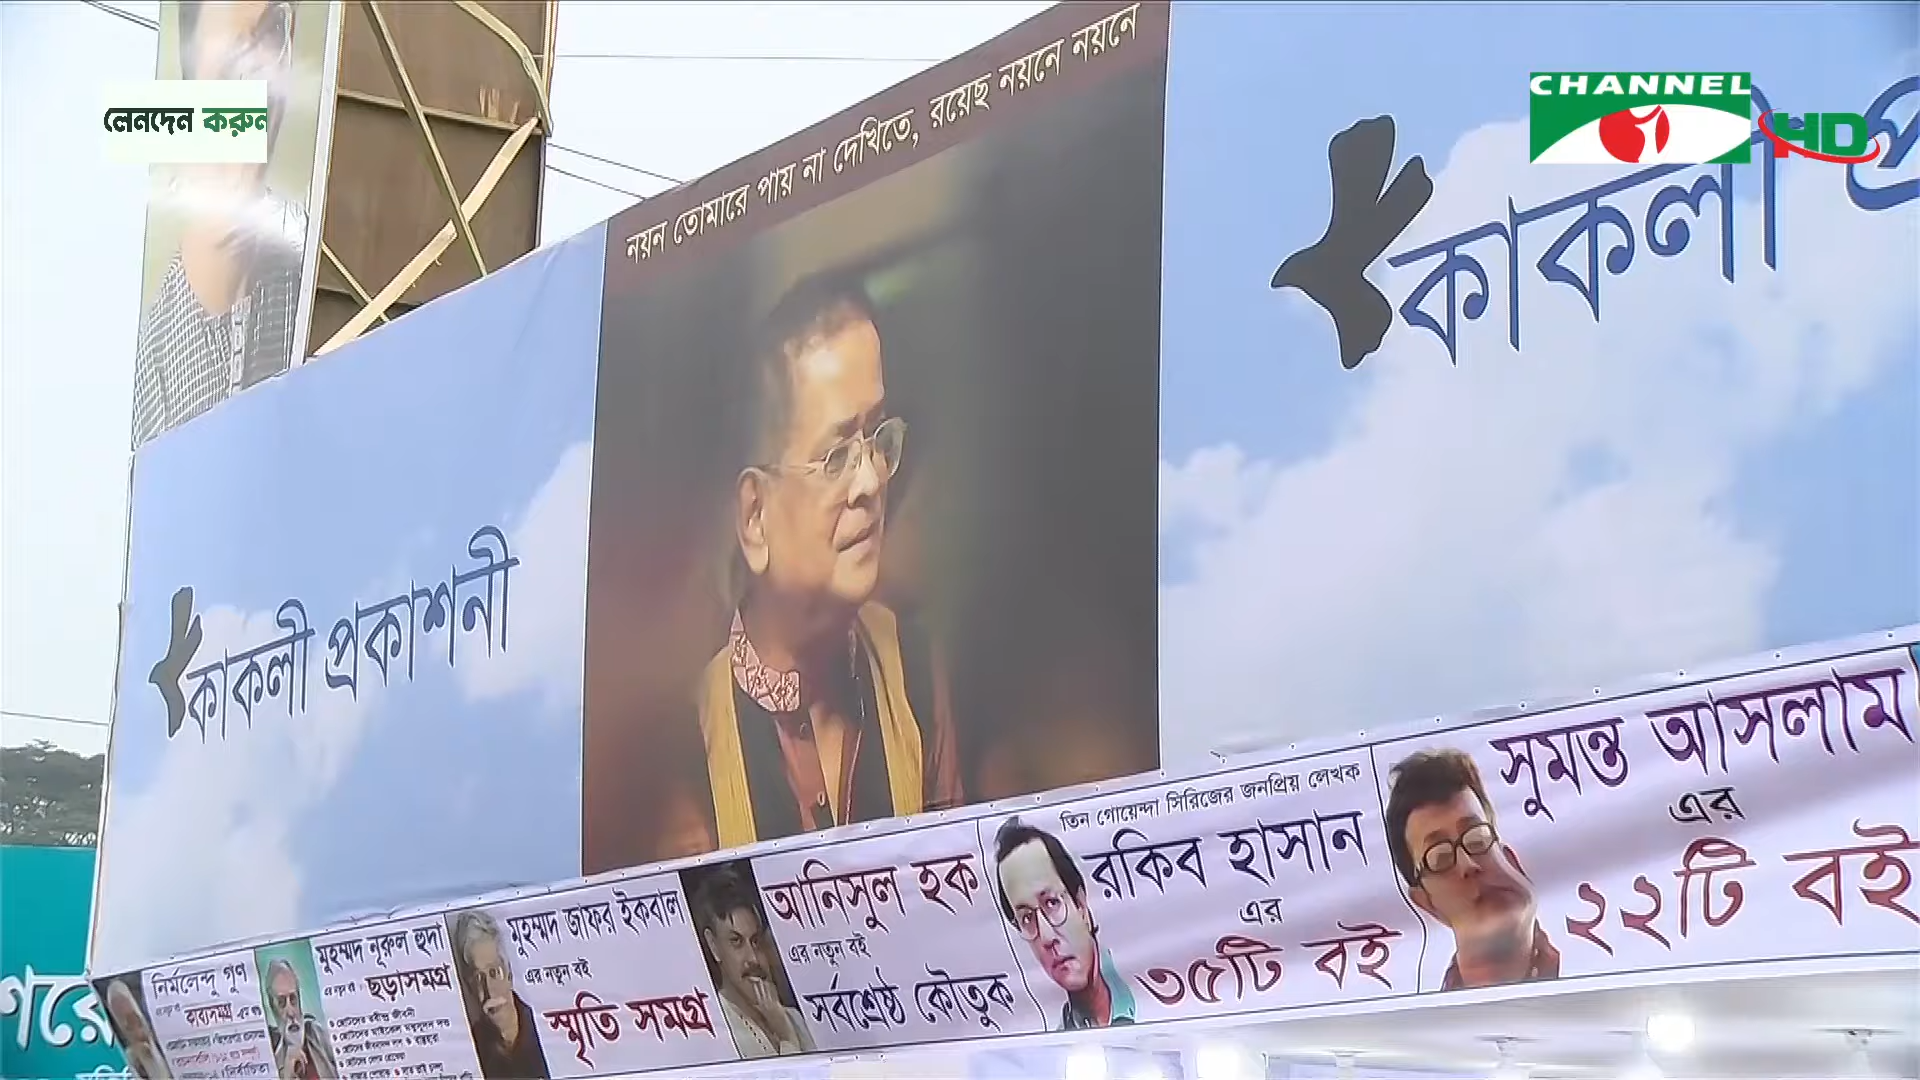 লেনদেন করুন
CHANNEL
HD
নয়ন তোমারে পায় না দেখিতে, রয়েছ নয়নে নয়নে
কাকলী প্র
কাকলী প্রকাশনী
নির্মলেন্দু গুণ
কাব্যসমগ্র
নির্বাচিত
মুহম্মদ নূরুল হুদা
ছড়াসমগ্র
মুহম্মদ জাফর ইকবাল
এর নতুন বই
স্মৃতি সমগ্র
আনিসুল হক
এর নতুন বই
সর্বশ্রেষ্ঠ কৌতুক
তিন গোয়েন্দা সিরিজের জনপ্রিয় লেখক
রকিব হাসান
এর
৩৫টি বই
সুমন্ত আসলাম
এর
২২টি বই